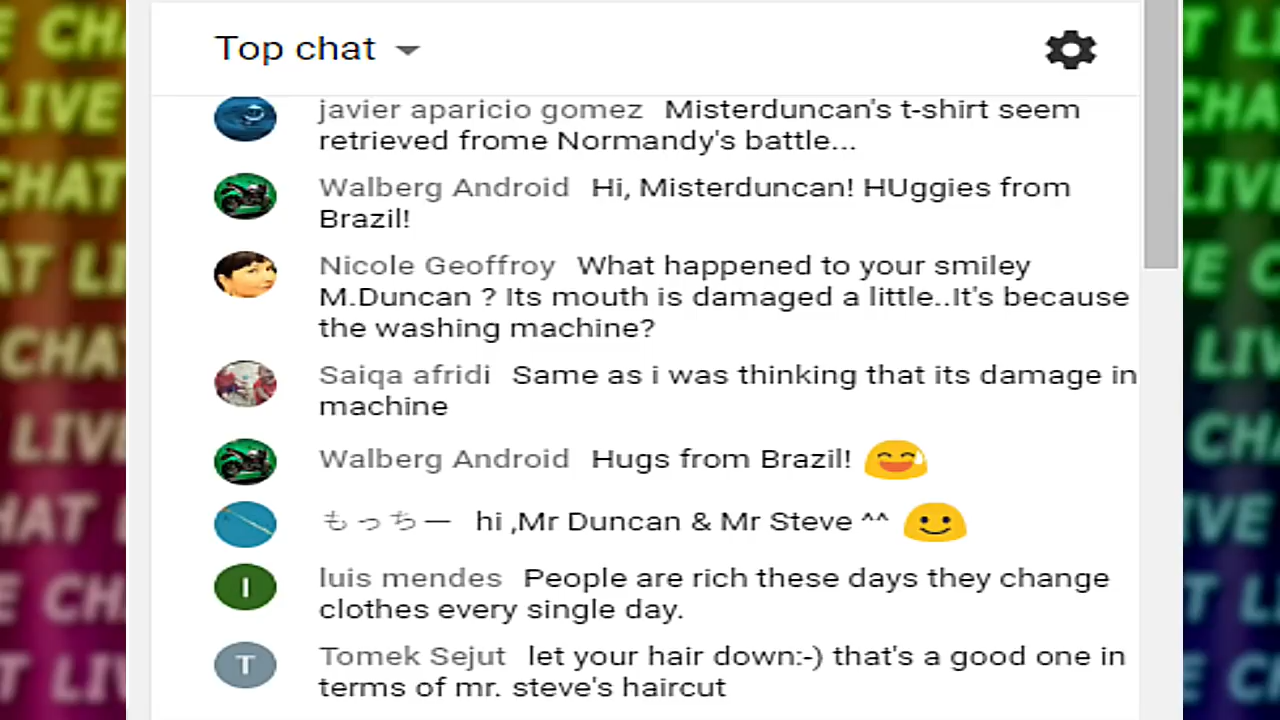 Top chat
javier aparicio gomez Misterduncan's t-shirt seem
retrieved frome Normandy's battle...
Walberg Android Hi, Misterduncan! HUggies from
Brazil!
Nicole Geoffroy What happened to your smiley
M.Duncan ? Its mouth is damaged a little..It's because
the washing machine?
Saiqa afridi Same as i was thinking that its damage in
machine
Walberg Android Hugs from Brazil! 😅
もっちー hi ,Mr Duncan & Mr Steve ^^ 🙂
I
luis mendes People are rich these days they change
clothes every single day.
T
Tomek Sejut let your hair down:-) that's a good one in
terms of mr. steve's haircut